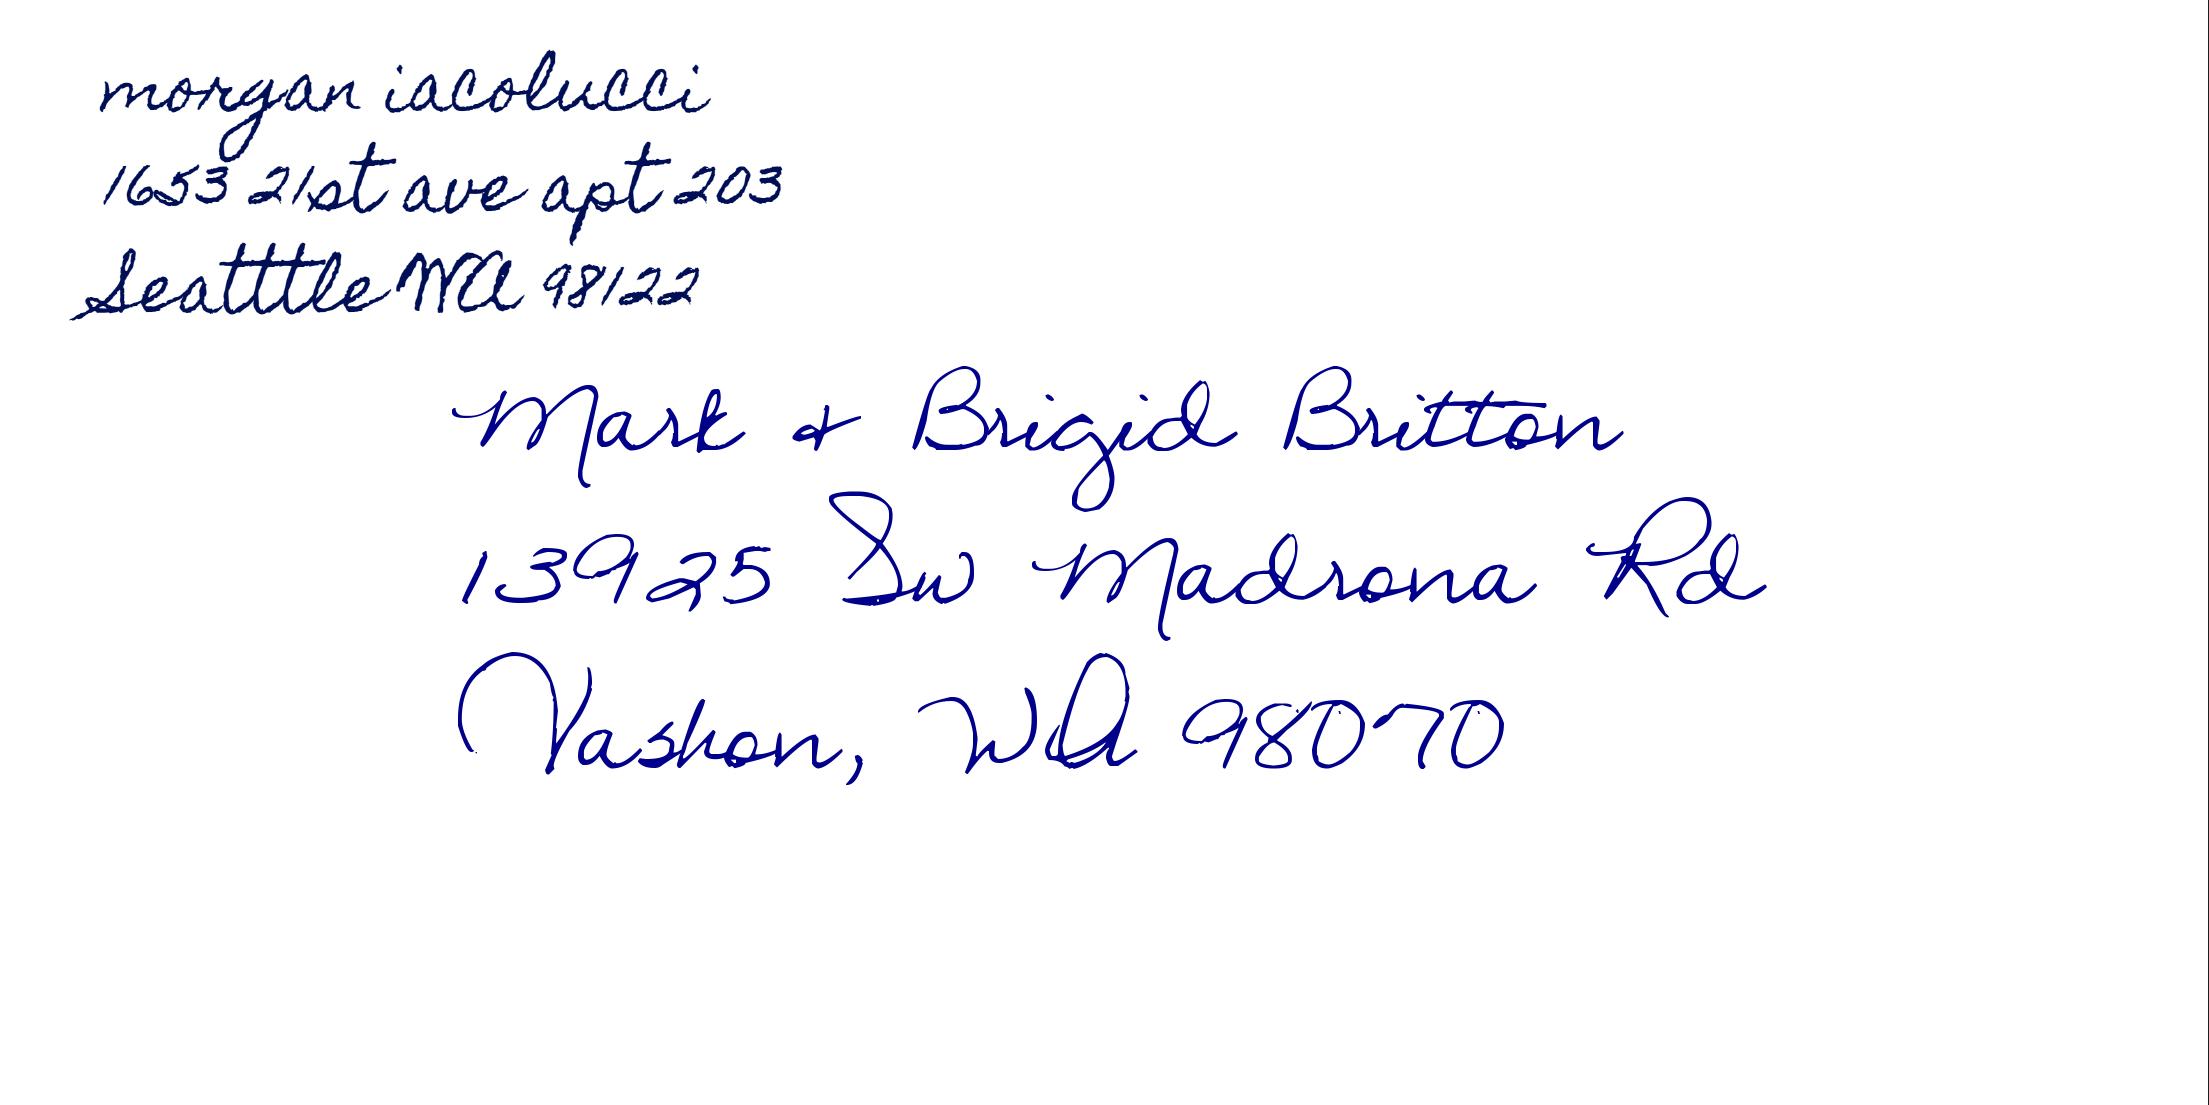 morgan iacolucci
1653 21st ave apt 203
Seatttle WA 98122
Mark & Brigid Britton
13925 Sw Madrona Rd
Vashon, WA 98070